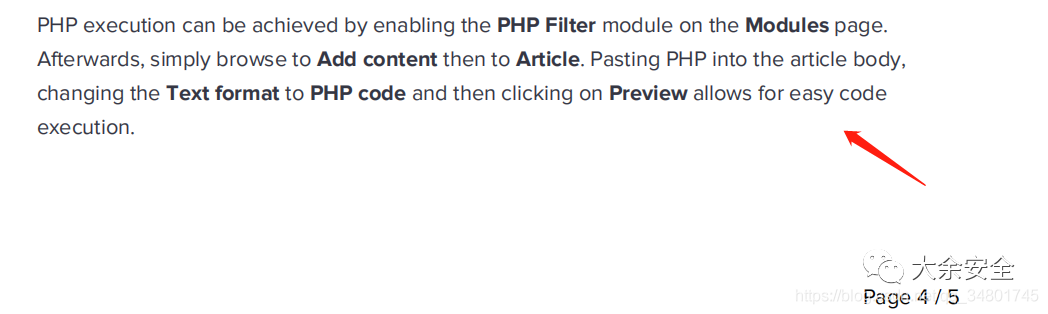 PHP execution can be achieved by enabling the PHP Filter module on the Modules page.
Afterwards, simply browse to Add content then to Article. Pasting PHP into the article body,
changing the Text format to PHP code and then clicking on Preview allows for easy code
execution.
大余安全
Page 4 / 5